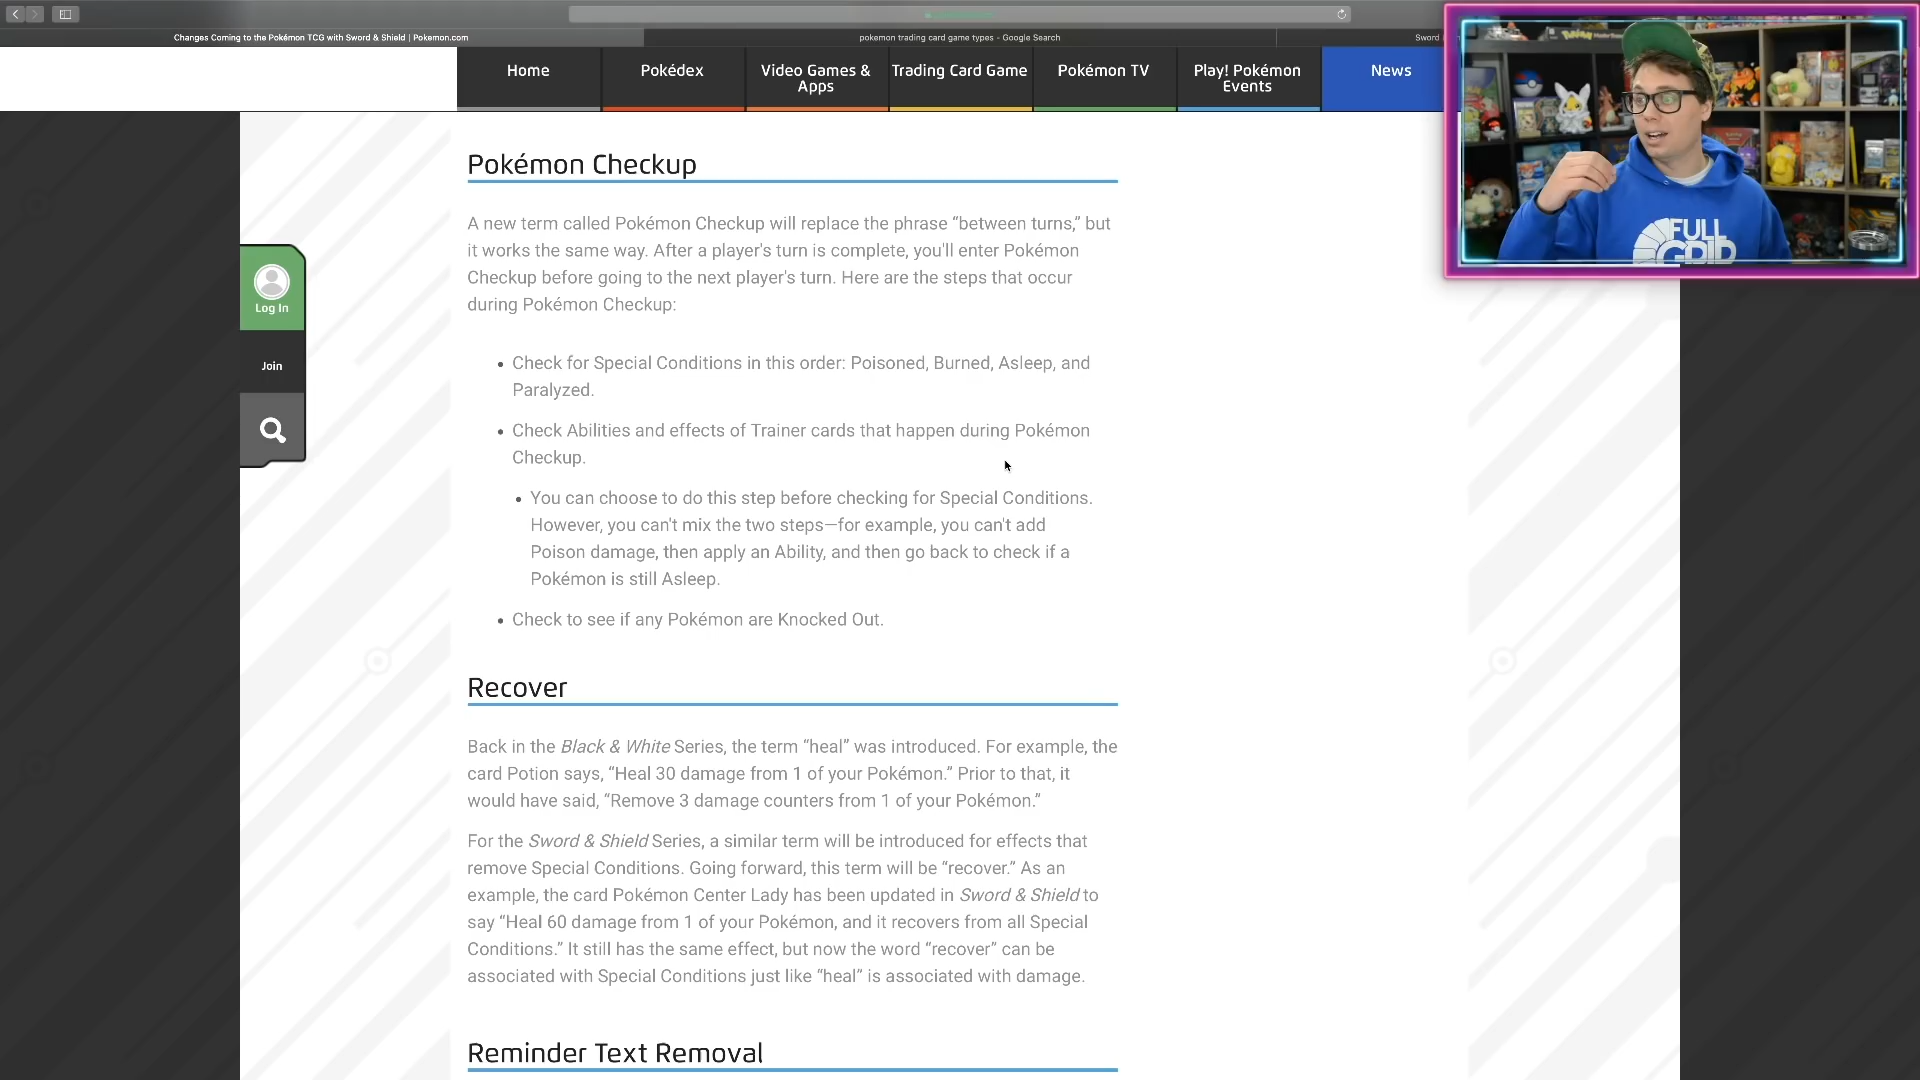 Changes Coming to the Pokémon TCG with Sword & Shield | Pokemon.com
pokemon trading card game types - Google Search
Sword
Home
Pokédex
Video Games &
Apps
Trading Card Game
Pokémon TV
Play! Pokémon
Events
News
FULL
GRIP
Log In
Join
Pokémon Checkup
A new term called Pokémon Checkup will replace the phrase “between turns,” but
it works the same way. After a player's turn is complete, you'll enter Pokémon
Checkup before going to the next player's turn. Here are the steps that occur
during Pokémon Checkup:
• Check for Special Conditions in this order: Poisoned, Burned, Asleep, and
Paralyzed.
• Check Abilities and effects of Trainer cards that happen during Pokémon
Checkup.
• You can choose to do this step before checking for Special Conditions.
However, you can't mix the two steps—for example, you can't add
Poison damage, then apply an Ability, and then go back to check if a
Pokémon is still Asleep.
• Check to see if any Pokémon are Knocked Out.
Recover
Back in the Black & White Series, the term “heal” was introduced. For example, the
card Potion says, “Heal 30 damage from 1 of your Pokémon.” Prior to that, it
would have said, “Remove 3 damage counters from 1 of your Pokémon.”
For the Sword & Shield Series, a similar term will be introduced for effects that
remove Special Conditions. Going forward, this term will be “recover.” As an
example, the card Pokémon Center Lady has been updated in Sword & Shield to
say “Heal 60 damage from 1 of your Pokémon, and it recovers from all Special
Conditions.” It still has the same effect, but now the word “recover” can be
associated with Special Conditions just like “heal” is associated with damage.
Reminder Text Removal